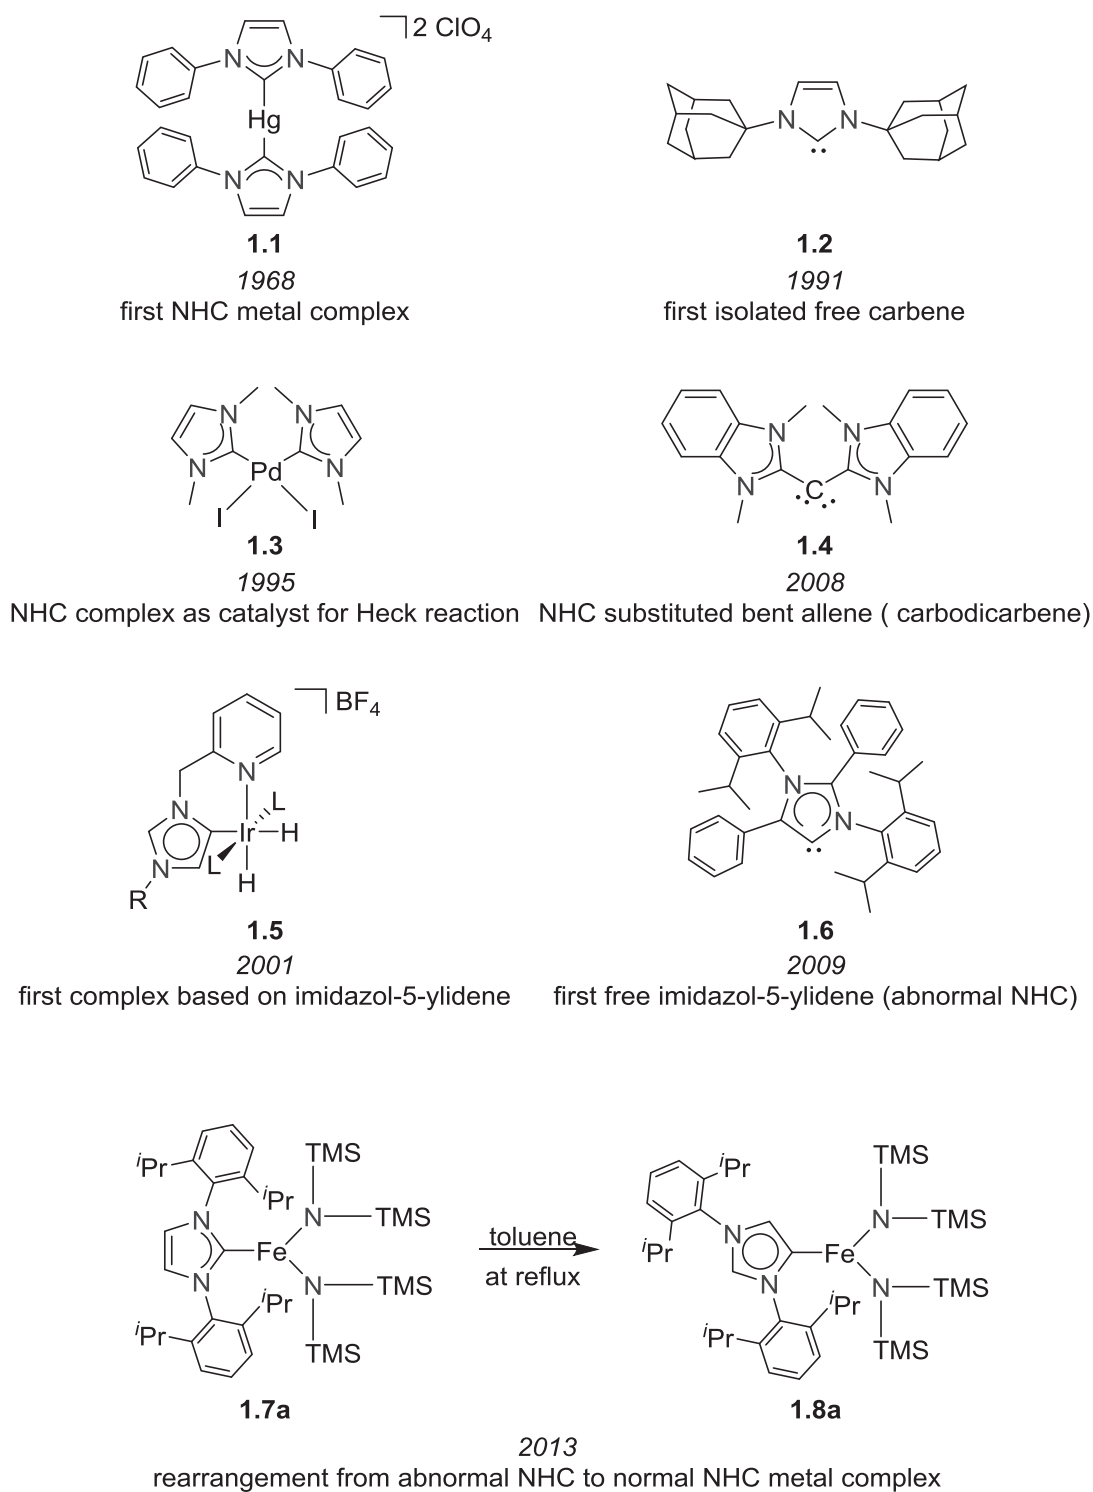 2 ClO4
N N
Hg
N N
N N
1.1
1.2
1968
1991
first NHC metal complex
first isolated free carbene
N N
N Pd N
I I
N N
N C N
1.3
1.4
1995
2008
NHC complex as catalyst for Heck reaction
NHC substituted bent allene ( carbodicarbene)
BF4
N
N L
Ir H
L
N H
R
N
N
1.5
1.6
2001
2009
first complex based on imidazol-5-ylidene
first free imidazol-5-ylidene (abnormal NHC)
TMS
iPr
iPr
N N TMS
Fe
N N TMS
iPr
iPr
TMS
toluene
at reflux
TMS
iPr
N N TMS
iPr
Fe
N N TMS
iPr
iPr
TMS
1.7a
1.8a
2013
rearrangement from abnormal NHC to normal NHC metal complex